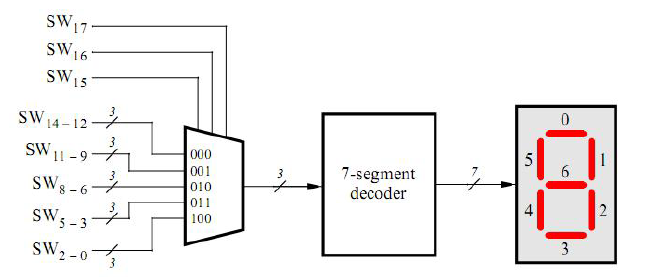 SW17
SW16
SW15
SW14–12 3
SW11–9 3
SW8–6 3
SW5–3 3
SW2–0 3
000
001
010
011
100
3
7-segment
decoder
7
0
5 1
6
4 2
3